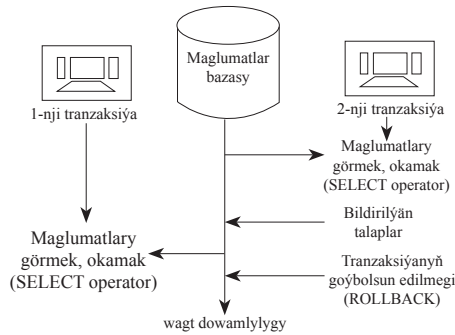 Maglumatlar
bazasy
1-nji tranzaksiýa
2-nji tranzaksiýa
Maglumatlary
görmek, okamak
(SELECT operator)
Bildirilýän
talaplar
Maglumatlary
görmek, okamak
(SELECT operator)
Tranzaksiýanyň
goýbolsun edilmegi
(ROLLBACK)
wagt dowamlylygy